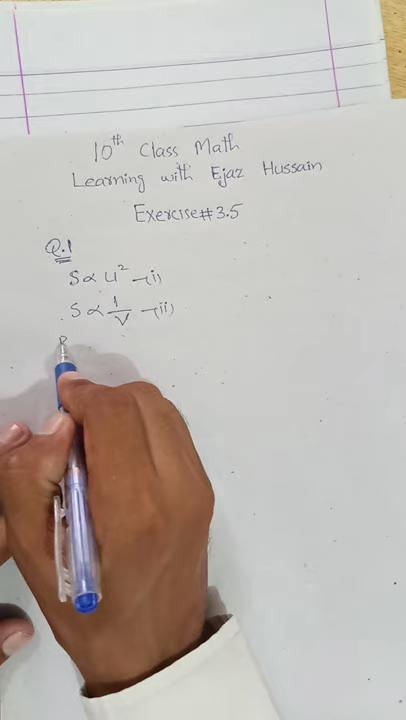 10th Class Math
Learning with Ejaz Hussain
Exercise#3.5
Q.1
S∝u² —(i)
S∝1/V —(ii)